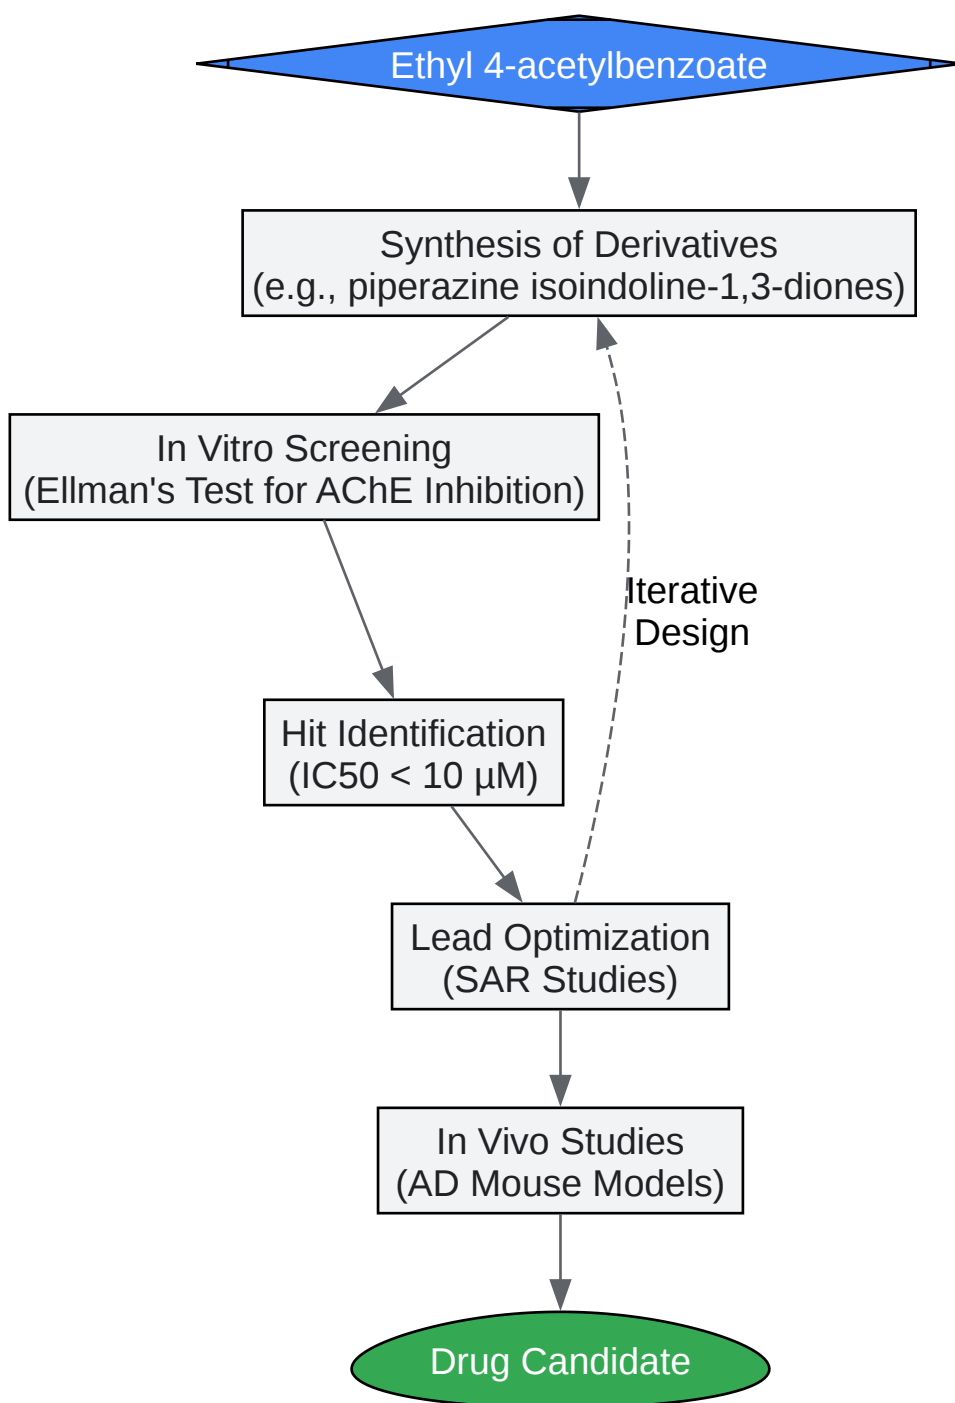 Ethyl 4-acetylbenzoate
Synthesis of Derivatives
(e.g., piperazine isoindoline-1,3-diones)
In Vitro Screening
(Ellman's Test for AChE Inhibition)
Iterative
Design
Hit Identification
(IC50 < 10 µM)
Lead Optimization
(SAR Studies)
In Vivo Studies
(AD Mouse Models)
Drug Candidate